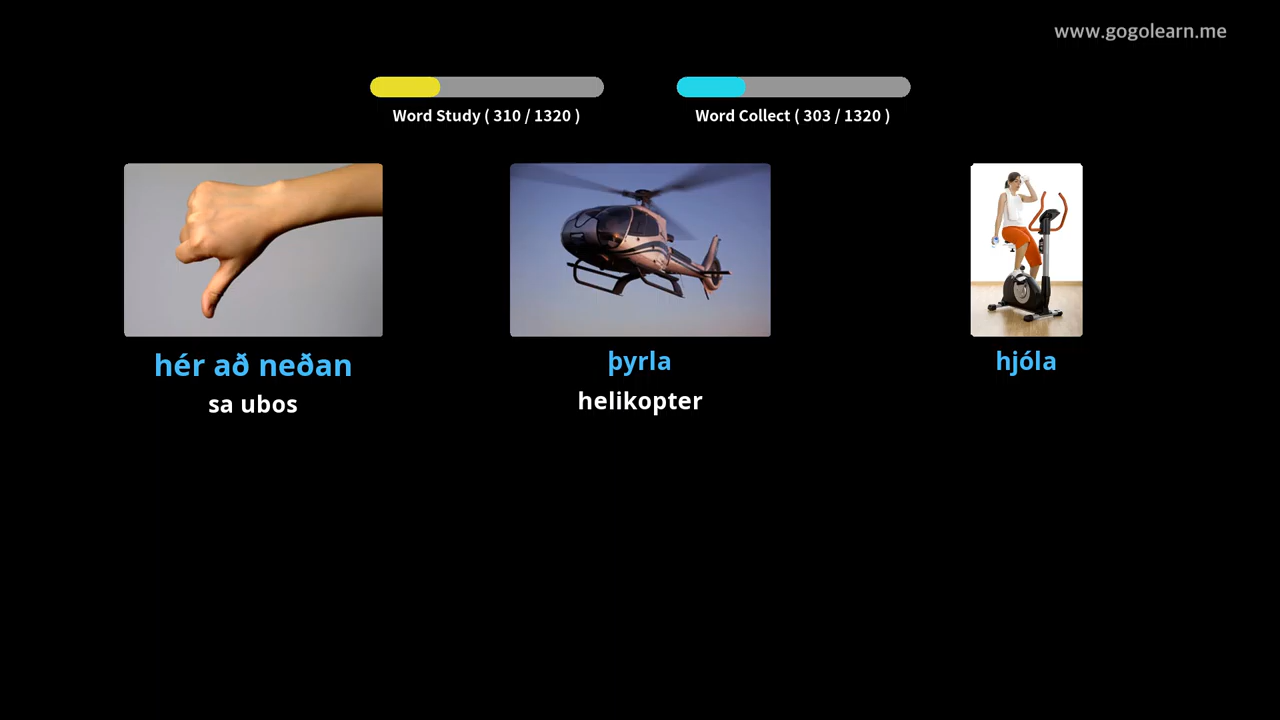 www.gogolearn.me
Word Study ( 310 / 1320 )
Word Collect ( 303 / 1320 )
hér að neðan
sa ubos
þyrla
helikopter
hjóla